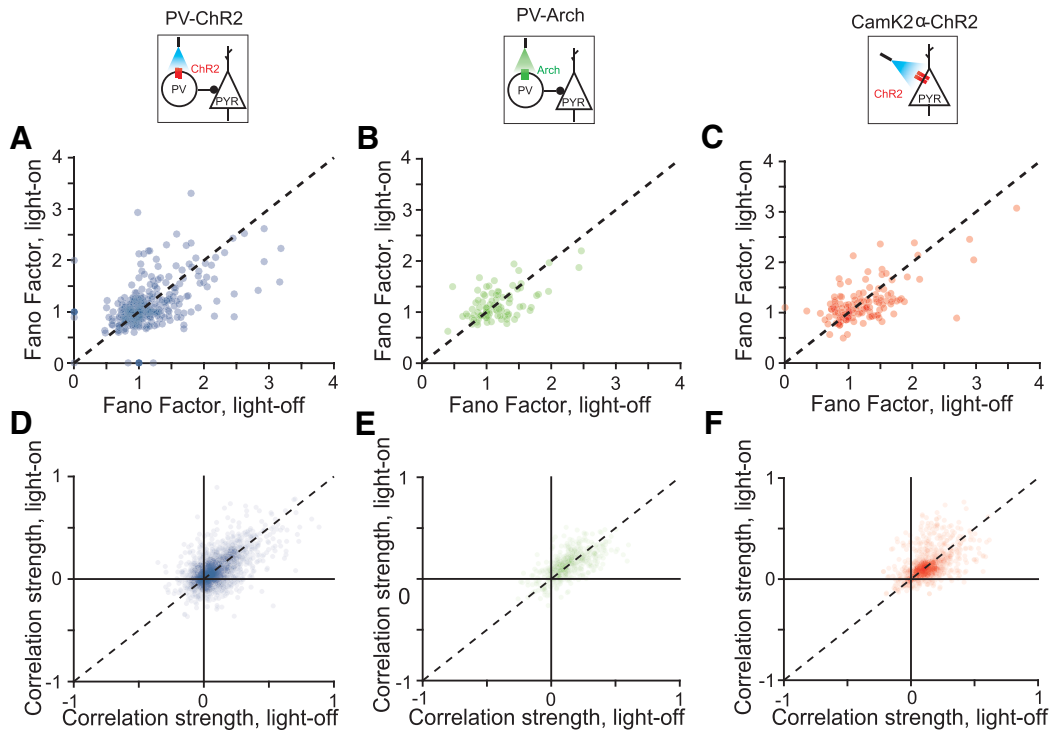 PV-ChR2
PV-Arch
CamK2α-ChR2
ChR2
PV
PYR
Arch
PV
PYR
ChR2
PYR
A
Fano Factor, light-on
4
3
2
1
0
0
1
2
3
4
Fano Factor, light-off
B
Fano Factor, light-on
4
3
2
1
0
0
1
2
3
4
Fano Factor, light-off
C
Fano Factor, light-on
4
3
2
1
0
0
1
2
3
4
Fano Factor, light-off
D
Correlation strength, light-on
1
0
-1
-1
0
1
Correlation strength, light-off
E
Correlation strength, light-on
1
0
-1
-1
0
1
Correlation strength, light-off
F
Correlation strength, light-on
1
0
-1
-1
0
1
Correlation strength, light-off